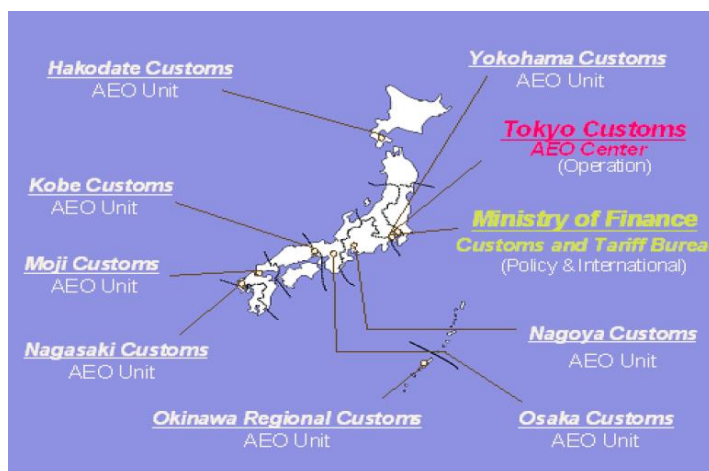 Hakodate Customs
AEO Unit
Yokohama Customs
AEO Unit
Tokyo Customs
AEO Center
(Operation)
Kobe Customs
AEO Unit
Ministry of Finance
Customs and Tariff Burea
(Policy & International)
Moji Customs
AEO Unit
Nagasaki Customs
AEO Unit
Nagoya Customs
AEO Unit
Okinawa Regional Customs
AEO Unit
Osaka Customs
AEO Unit